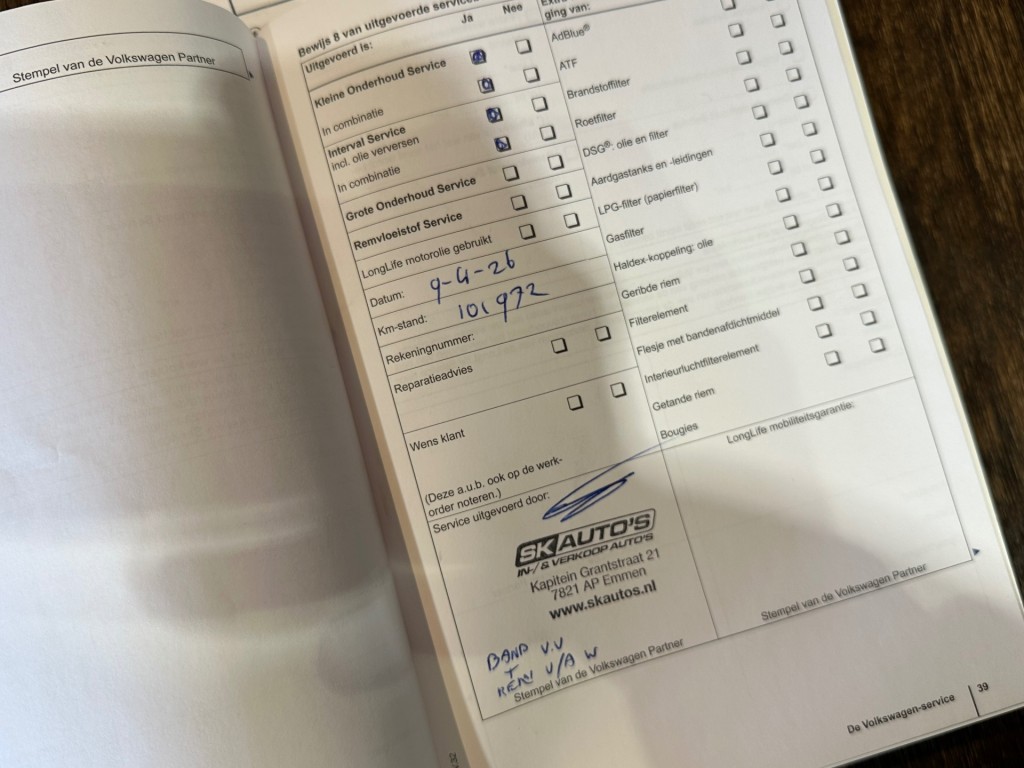 Stempel van de Volkswagen Partner
Bewijs 8 van uitgevoerde
Uitgevoerd is:
Ja
Nee
Kleine Onderhoud Service
In combinatie
Interval Service
incl. olie verversen
In combinatie
Grote Onderhoud Service
Remvloeistof Service
LongLife motorolie gebruikt
Datum: 9-4-26
Km-stand: 101972
Rekeningnummer:
Reparatieadvies
Wens klant
(Deze a.u.b. ook op de werk-
order noteren.)
Service uitgevoerd door:
SK AUTO'S
IN-/ & VERKOOP AUTO'S
Kapitein Grantstraat 21
7821 AP Emmen
www.skautos.nl
BAND V.V
REM V/A W
Stempel van de Volkswagen Partner
ging van:
AdBlue®
ATF
Brandstoffilter
Roetfilter
DSG®: olie en filter
Aardgastanks en -leidingen
LPG-filter (papierfilter)
Gasfilter
Haldex-koppeling: olie
Geribde riem
Filterelement
Flesje met bandenafdichtmiddel
Interieurluchtfilterelement
Getande riem
Bougies
LongLife mobiliteitsgarantie:
Stempel van de Volkswagen Partner
De Volkswagen-service
39